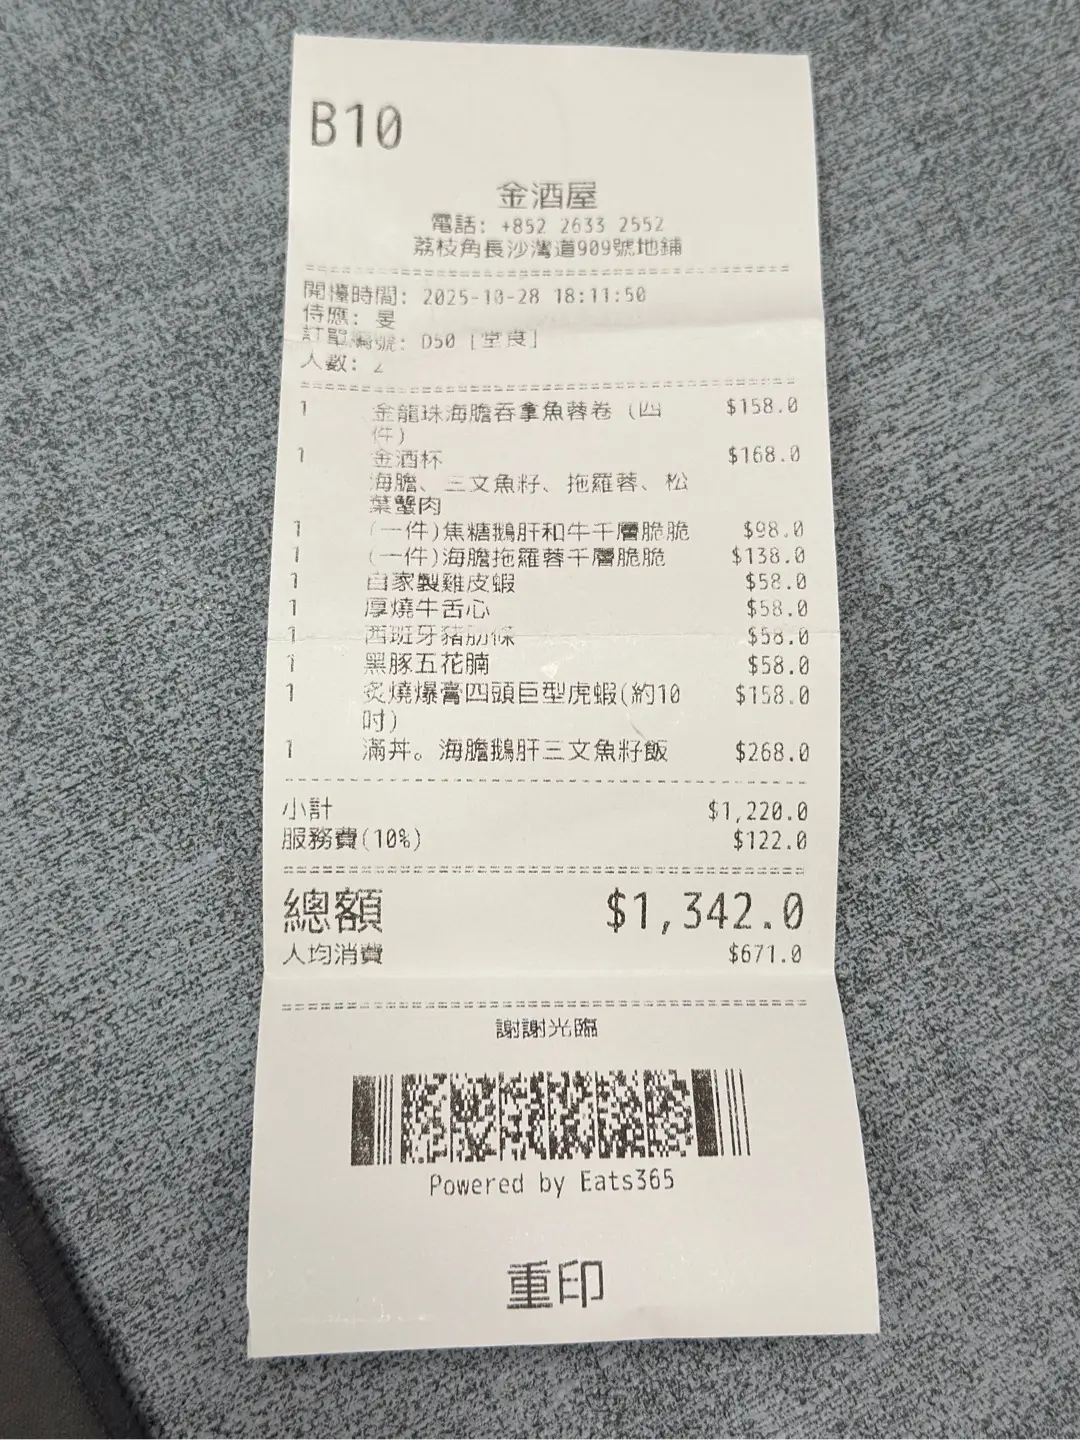 B10
金酒屋
電話: +852 2633 2552
荔枝角長沙灣道909號地鋪
開檯時間: 2025-10-28 18:11:50
侍應: 旻
訂單編號: D50 [堂食]
人數: 2
1 金龍珠海膽吞拿魚蓉卷 (四 $158.0
件)
1 金酒杯 $168.0
海膽、三文魚籽、拖羅蓉、松
葉蟹肉
1 (一件)焦糖鵝肝和牛千層脆脆 $98.0
1 (一件)海膽拖羅蓉千層脆脆 $138.0
1 自家製雞皮蝦 $58.0
1 厚燒牛舌心 $58.0
1 西班牙豬肋條 $58.0
1 黑豚五花腩 $58.0
1 炙燒爆膏四頭巨型虎蝦(約10 $158.0
吋)
1 滿丼。海膽鵝肝三文魚籽飯 $268.0
小計 $1,220.0
服務費(10%) $122.0
總額 $1,342.0
人均消費 $671.0
謝謝光臨
Powered by Eats365
重印